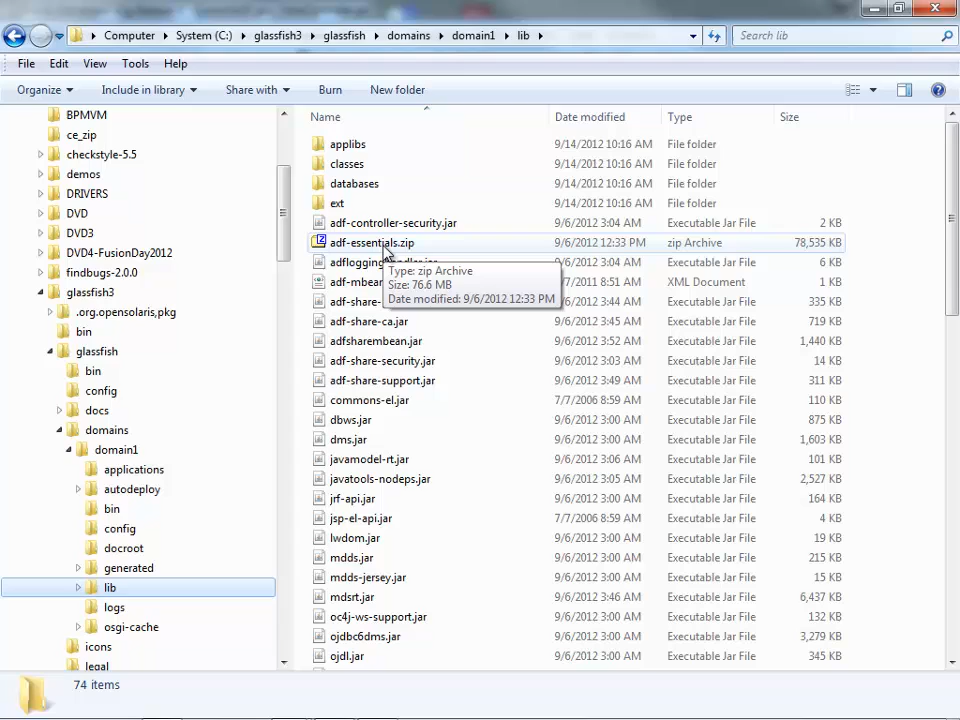 Computer System (C:) glassfish3 glassfish domains domain1 lib Search lib
File Edit View Tools Help
Organize Include in library Share with Burn New folder
BPMVM
ce_zip
checkstyle-5.5
demos
DRIVERS
DVD
DVD3
DVD4-FusionDay2012
findbugs-2.0.0
glassfish3
.org.opensolaris,pkg
bin
glassfish
bin
config
docs
domains
domain1
applications
autodeploy
bin
config
docroot
generated
lib
logs
osgi-cache
icons
legal
Name Date modified Type Size
applibs 9/14/2012 10:16 AM File folder
classes 9/14/2012 10:16 AM File folder
databases 9/14/2012 10:16 AM File folder
ext 9/14/2012 10:16 AM File folder
adf-controller-security.jar 9/6/2012 3:04 AM Executable Jar File 2 KB
adf-essentials.zip 9/6/2012 12:33 PM zip Archive 78,535 KB
9/6/2012 3:04 AM Executable Jar File 6 KB
8:51 AM XML Document 1 KB
9/6/2012 3:44 AM Executable Jar File 335 KB
Type: zip Archive
Size: 76.6 MB
Date modified: 9/6/2012 12:33 PM
adf-share-ca.jar 9/6/2012 3:45 AM Executable Jar File 719 KB
adfsharembean.jar 9/6/2012 3:52 AM Executable Jar File 1,440 KB
adf-share-security.jar 9/6/2012 3:03 AM Executable Jar File 14 KB
adf-share-support.jar 9/6/2012 3:49 AM Executable Jar File 311 KB
commons-el.jar 7/7/2006 8:59 AM Executable Jar File 110 KB
dbws.jar 9/6/2012 3:00 AM Executable Jar File 875 KB
dms.jar 9/6/2012 3:00 AM Executable Jar File 1,603 KB
javamodel-rt.jar 9/6/2012 3:06 AM Executable Jar File 101 KB
javatools-nodeps.jar 9/6/2012 3:05 AM Executable Jar File 2,527 KB
jrf-api.jar 9/6/2012 3:00 AM Executable Jar File 164 KB
jsp-el-api.jar 7/7/2006 8:59 AM Executable Jar File 4 KB
lwdom.jar 9/6/2012 3:00 AM Executable Jar File 19 KB
mdds.jar 9/6/2012 3:00 AM Executable Jar File 215 KB
mdds-jersey.jar 9/6/2012 3:00 AM Executable Jar File 15 KB
mdsrt.jar 9/6/2012 3:46 AM Executable Jar File 6,437 KB
oc4j-ws-support.jar 9/6/2012 3:00 AM Executable Jar File 132 KB
ojdbc6dms.jar 9/6/2012 3:00 AM Executable Jar File 3,279 KB
ojdl.jar 9/6/2012 3:00 AM Executable Jar File 345 KB
74 items